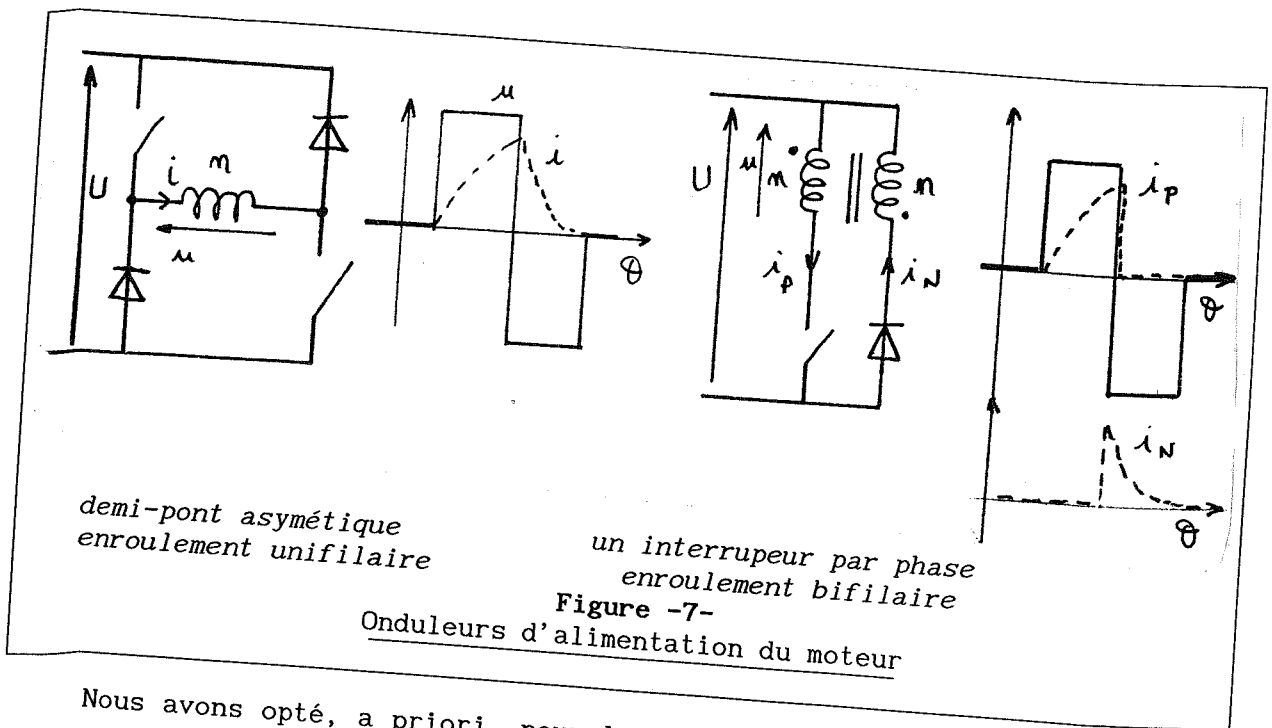 U
i
n
u
u
i
θ
U
u
n
n
i_P
i_N
i_P
θ
i_N
θ
demi-pont asymétique
enroulement unifilaire
un interrupeur par phase
enroulement bifilaire
Figure -7-
Onduleurs d'alimentation du moteur
Nous avons opté, a priori,